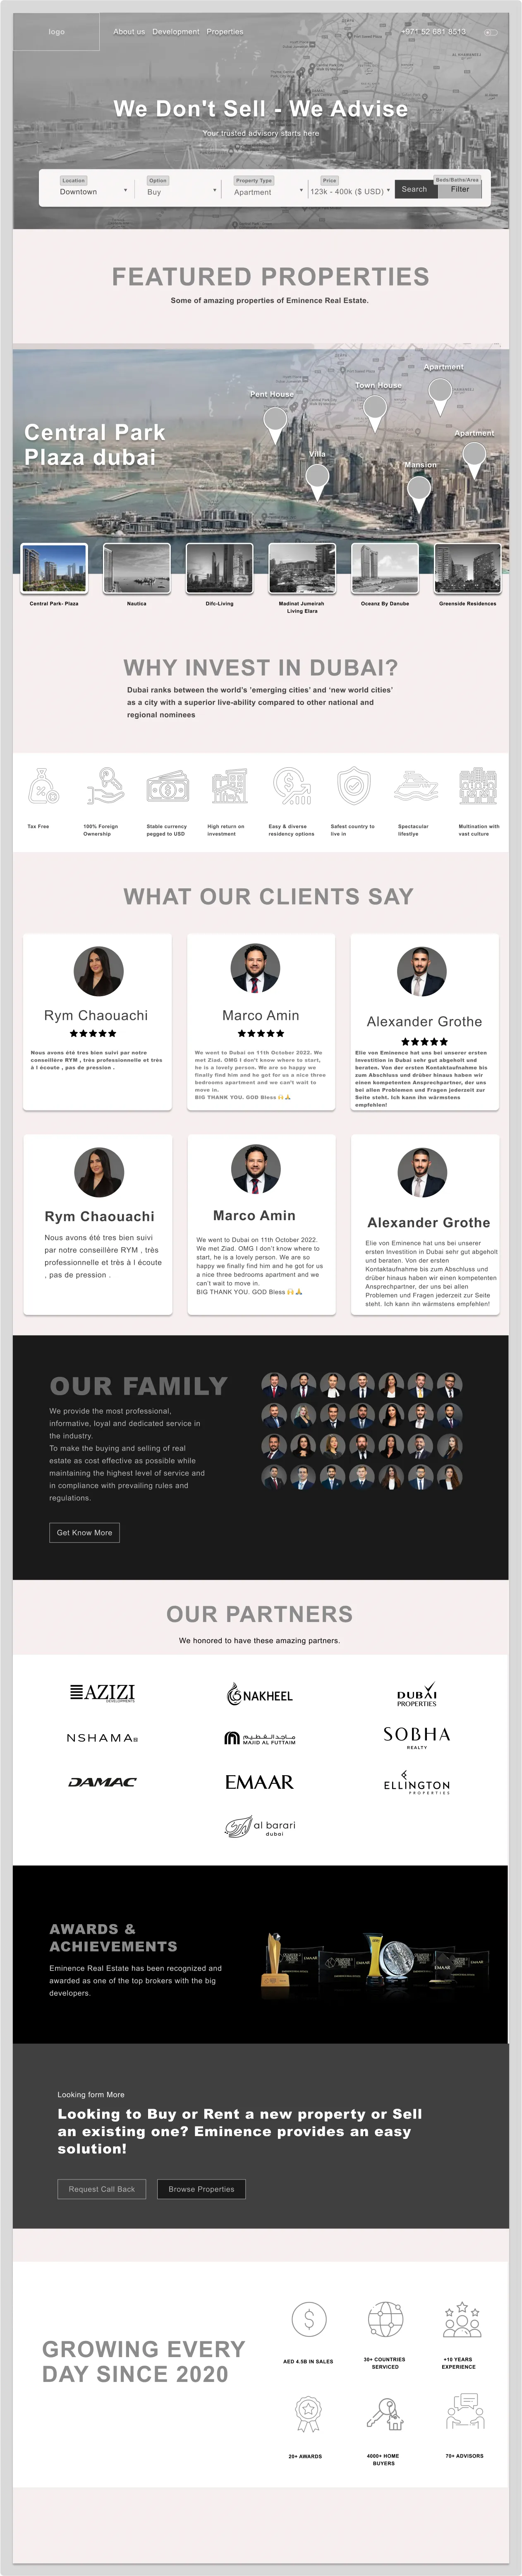 logo
About us Development Properties
+971 52 681 8513
We Don't Sell - We Advise
Your trusted advisory starts here
Location
Option
Property Type
Price
Beds/Baths/Area
Downtown
Buy
Apartment
123k - 400k ($ USD)
Search
Filter
FEATURED PROPERTIES
Some of amazing properties of Eminence Real Estate.
Apartment
Town House
Pent House
Central Park
Plaza dubai
Apartment
Villa
Mansion
Central Park- Plaza
Nautica
Difc-Living
Madinat Jumeirah
Living Elara
Oceanz By Danube
Greenside Residences
WHY INVEST IN DUBAI?
Dubai ranks between the world's 'emerging cities' and 'new world cities'
as a city with a superior live-ability compared to other national and
regional nominees
Tax Free
100% Foreign
Ownership
Stable currency
pegged to USD
High return on
investment
Easy & diverse
residency options
Safest country to
live in
Spectacular
lifestlye
Multination with
vast culture
WHAT OUR CLIENTS SAY
Rym Chaouachi
Nous avons été tres bien suivi par notre
conseillère RYM , très professionnelle et très
à l écoute , pas de pression .
Marco Amin
We went to Dubai on 11th October 2022. We
met Ziad. OMG I don't know where to start,
he is a lovely person. We are so happy we
finally find him and he got for us a nice three
bedrooms apartment and we can't wait to
move in.
BIG THANK YOU. GOD Bless 🙌🙏
Alexander Grothe
Elie von Eminence hat uns bei unserer ersten
Investition in Dubai sehr gut abgeholt und
beraten. Von der ersten Kontaktaufnahme bis
zum Abschluss und drüber hinaus haben wir
einen kompetenten Ansprechpartner, der uns
bei allen Problemen und Fragen jederzeit zur
Seite steht. Ich kann ihn wärmstens
empfehlen!
Rym Chaouachi
Nous avons été tres bien suivi
par notre conseillère RYM , très
professionnelle et très à l écoute
, pas de pression .
Marco Amin
We went to Dubai on 11th October 2022.
We met Ziad. OMG I don't know where to
start, he is a lovely person. We are so
happy we finally find him and he got for us
a nice three bedrooms apartment and we
can't wait to move in.
BIG THANK YOU. GOD Bless 🙌🙏
Alexander Grothe
Elie von Eminence hat uns bei unserer
ersten Investition in Dubai sehr gut abgeholt
und beraten. Von der ersten
Kontaktaufnahme bis zum Abschluss und
drüber hinaus haben wir einen kompetenten
Ansprechpartner, der uns bei allen
Problemen und Fragen jederzeit zur Seite
steht. Ich kann ihn wärmstens empfehlen!
OUR FAMILY
We provide the most professional,
informative, loyal and dedicated service in
the industry.
To make the buying and selling of real
estate as cost effective as possible while
maintaining the highest level of service and
in compliance with prevailing rules and
regulations.
Get Know More
OUR PARTNERS
We honored to have these amazing partners.
AZIZI
DEVELOPMENTS
NAKHEEL
DUBAI
PROPERTIES
NSHAMA
ماجد الفطيم
MAJID AL FUTTAIM
SOBHA
REALTY
DAMAC
EMAAR
ELLINGTON
PROPERTIES
al barari
dubai
AWARDS &
ACHIEVEMENTS
Eminence Real Estate has been recognized and
awarded as one of the top brokers with the big
developers.
EMAAR
EMAAR
Looking form More
Looking to Buy or Rent a new property or Sell
an existing one? Eminence provides an easy
solution!
Request Call Back
Browse Properties
GROWING EVERY
DAY SINCE 2020
AED 4.5B IN SALES
30+ COUNTRIES
SERVICED
+10 YEARS
EXPERIENCE
20+ AWARDS
4000+ HOME
BUYERS
70+ ADVISORS